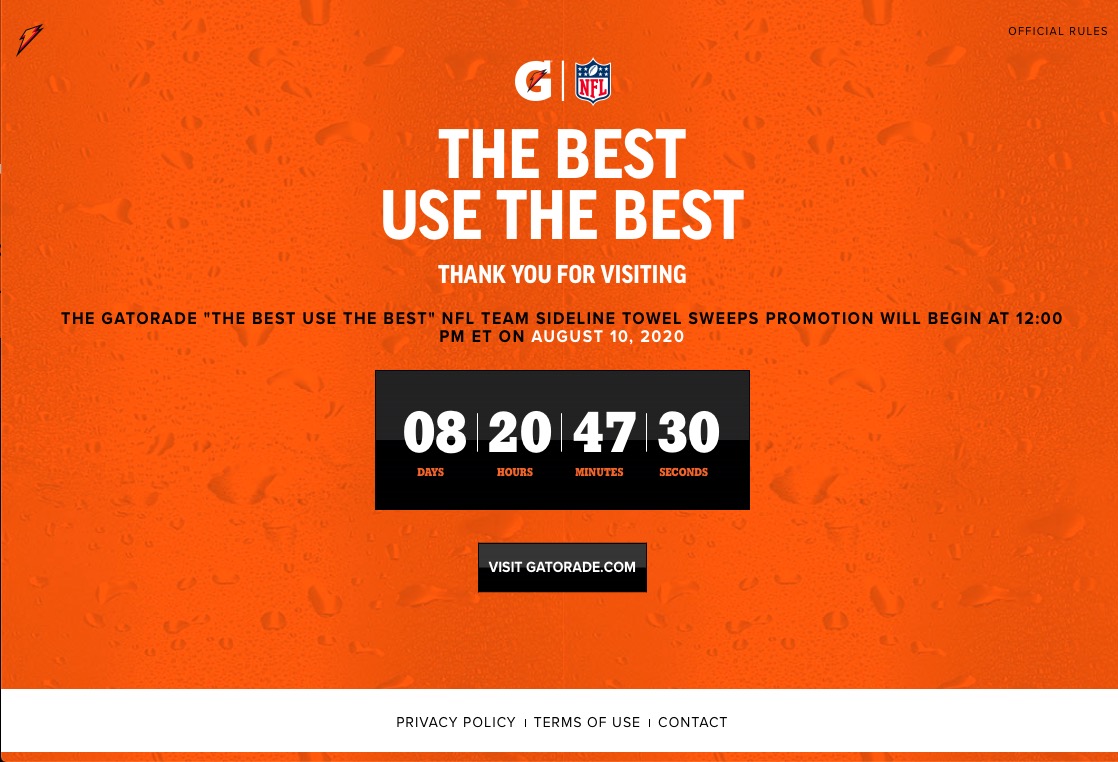 OFFICIAL RULES
G NFL
THE BEST
USE THE BEST
THANK YOU FOR VISITING
THE GATORADE "THE BEST USE THE BEST" NFL TEAM SIDELINE TOWEL SWEEPS PROMOTION WILL BEGIN AT 12:00
PM ET ON AUGUST 10, 2020
08 20 47 30
DAYS HOURS MINUTES SECONDS
VISIT GATORADE.COM
PRIVACY POLICY | TERMS OF USE | CONTACT